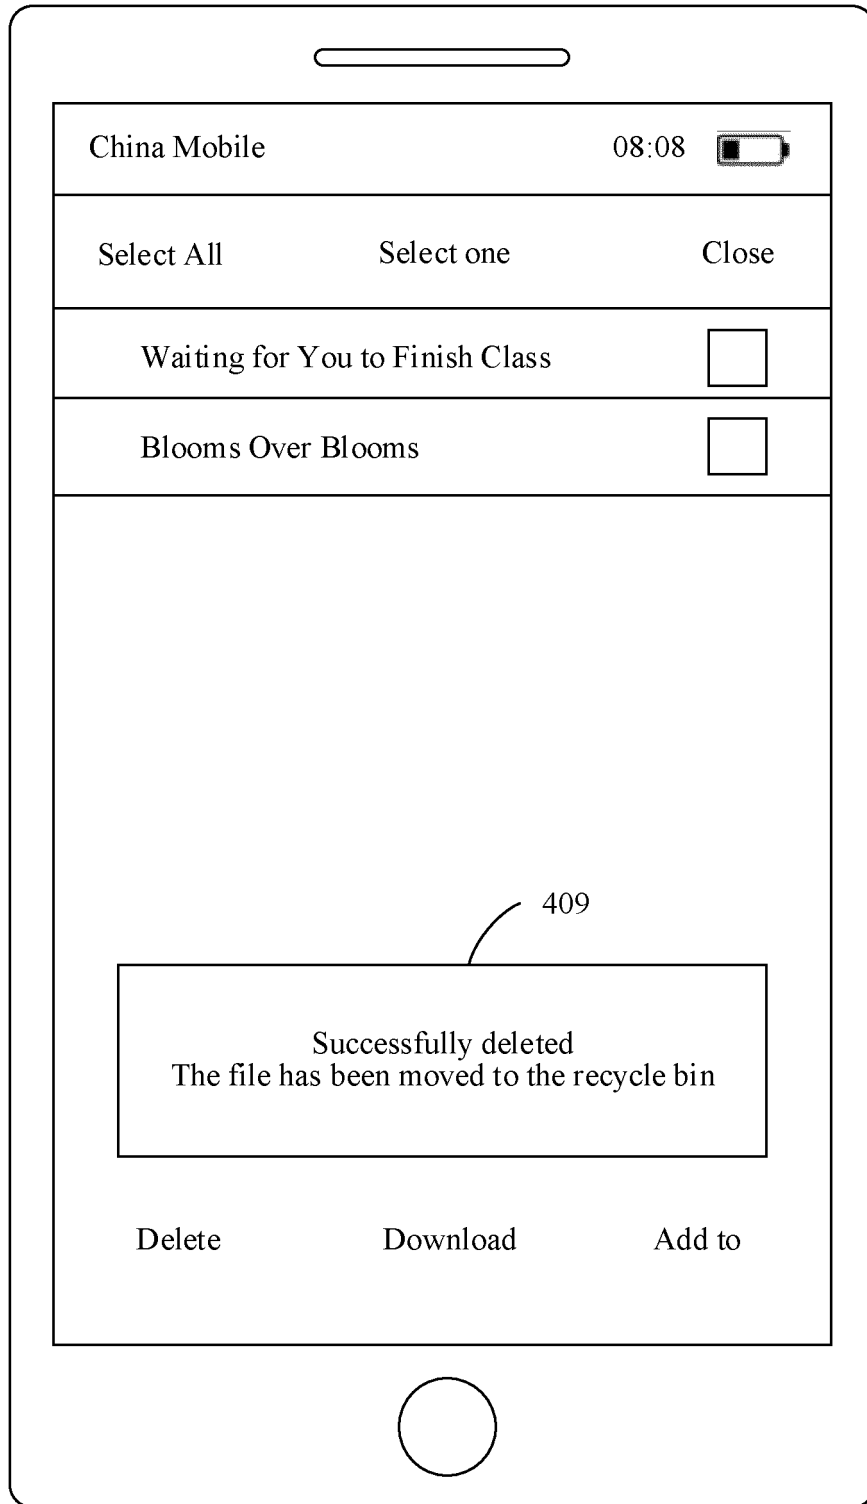 China Mobile 08:08
Select All Select one Close
Waiting for You to Finish Class
Blooms Over Blooms
409
Successfully deleted
The file has been moved to the recycle bin
Delete Download Add to